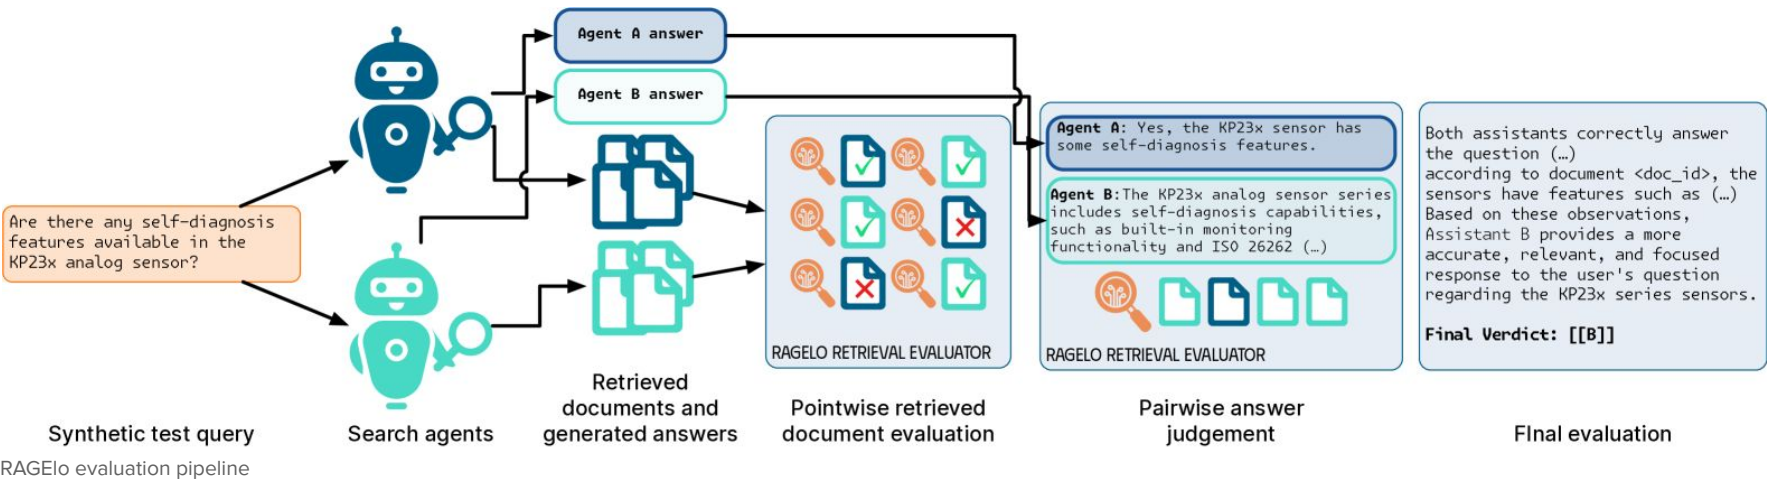 Are there any self-diagnosis
features available in the
KP23x analog sensor?
Synthetic test query
Search agents
Agent A answer
Agent B answer
Retrieved
documents and
generated answers
RAGELO RETRIEVAL EVALUATOR
Pointwise retrieved
document evaluation
Agent A: Yes, the KP23x sensor has
some self-diagnosis features.
Agent B:The KP23x analog sensor series
includes self-diagnosis capabilities,
such as built-in monitoring
functionality and ISO 26262 (…)
RAGELO RETRIEVAL EVALUATOR
Pairwise answer
judgement
Both assistants correctly answer
the question (…)
according to document <doc_id>, the
sensors have features such as (…)
Based on these observations,
Assistant B provides a more
accurate, relevant, and focused
response to the user's question
regarding the KP23x series sensors.
Final Verdict: [[B]]
FInal evaluation
RAGElo evaluation pipeline